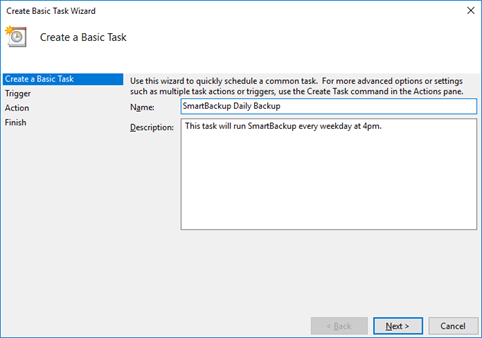 Create Basic Task Wizard
Create a Basic Task
Create a Basic Task
Trigger
Action
Finish
Use this wizard to quickly schedule a common task.  For more advanced options or settings
such as multiple task actions or triggers, use the Create Task command in the Actions pane.
Name: SmartBackup Daily Backup
Description: This task will run SmartBackup every weekday at 4pm.
< Back Next > Cancel